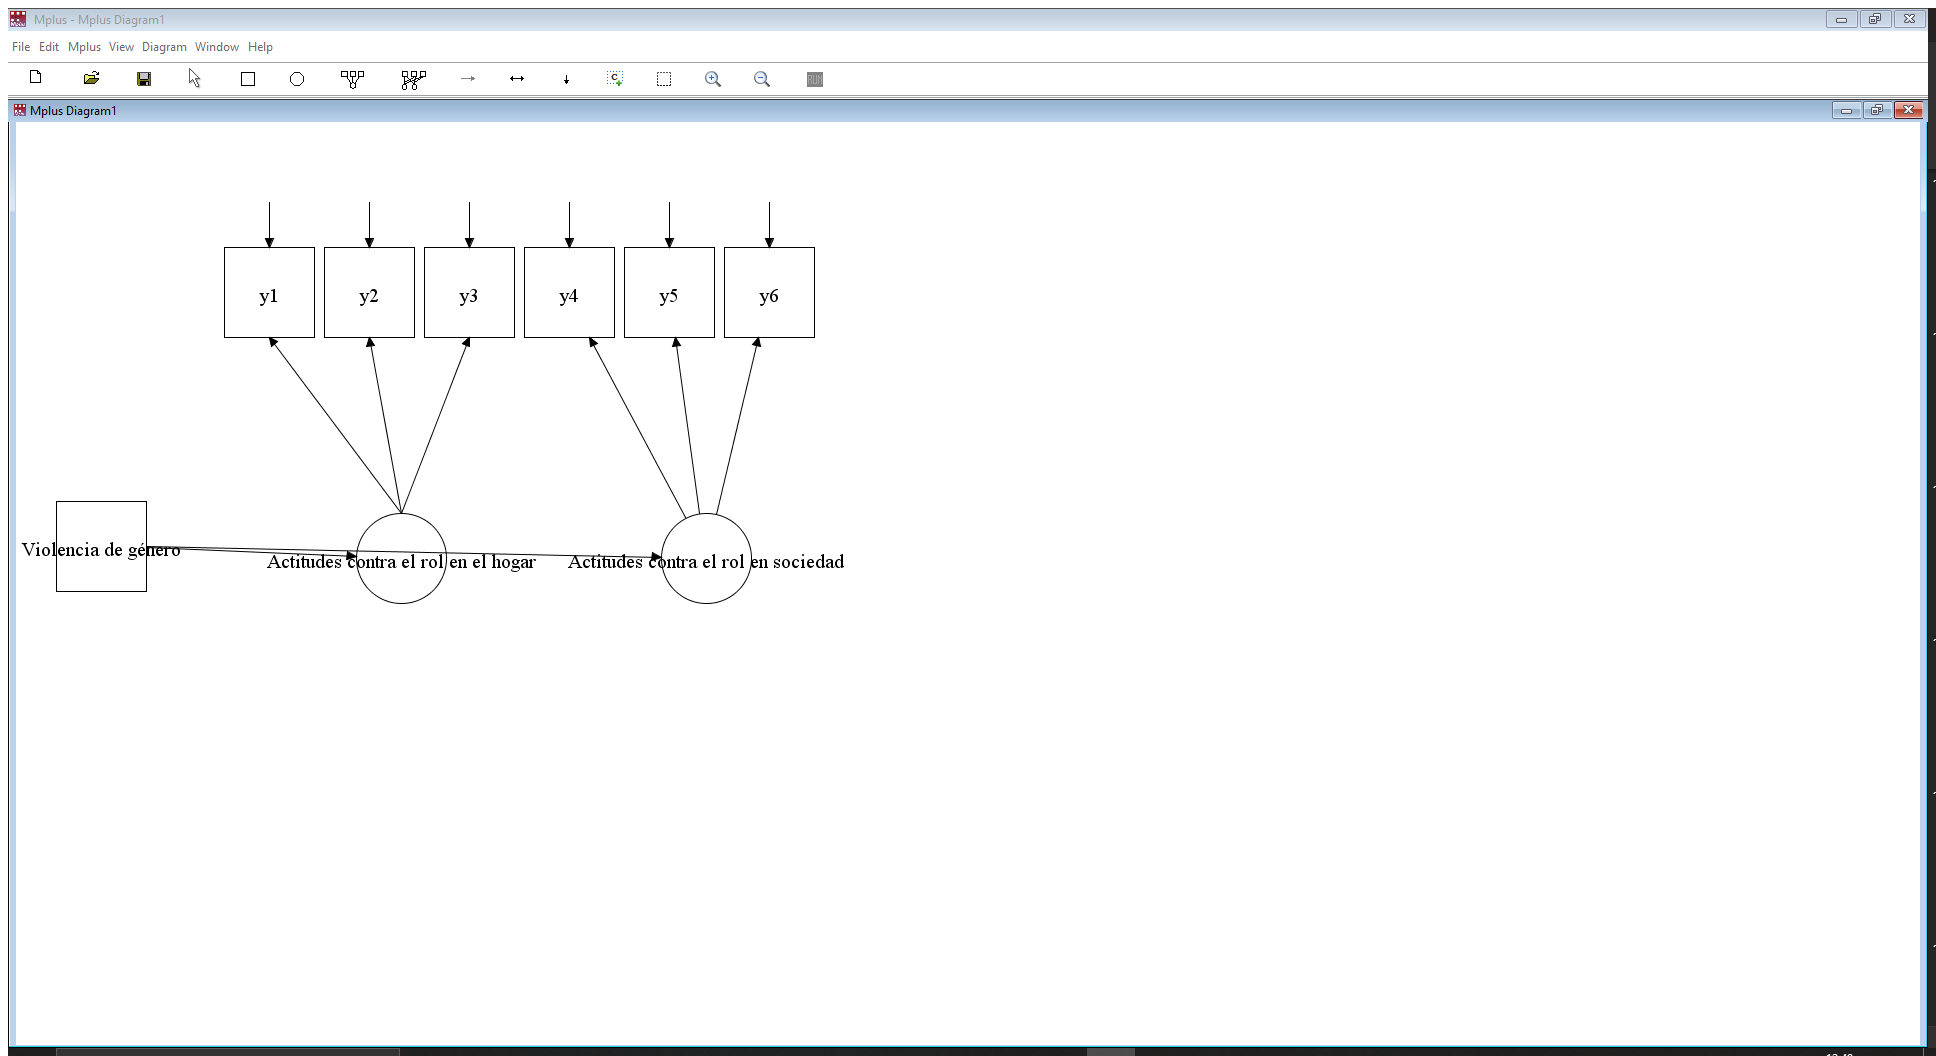 Mplus - Mplus Diagram1
File Edit Mplus View Diagram Window Help
Mplus Diagram1
y1 y2 y3 y4 y5 y6
Violencia de género
Actitudes contra el rol en el hogar Actitudes contra el rol en sociedad